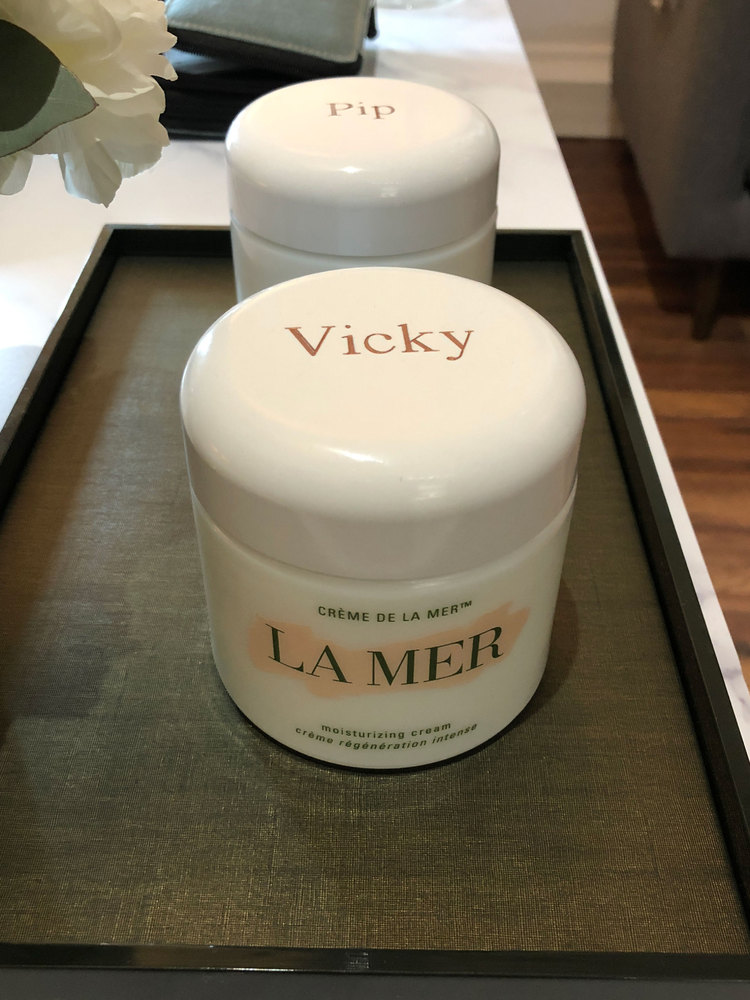 Pip
Vicky
CRÈME DE LA MER™
LA MER
moisturizing cream
crème régénération intense